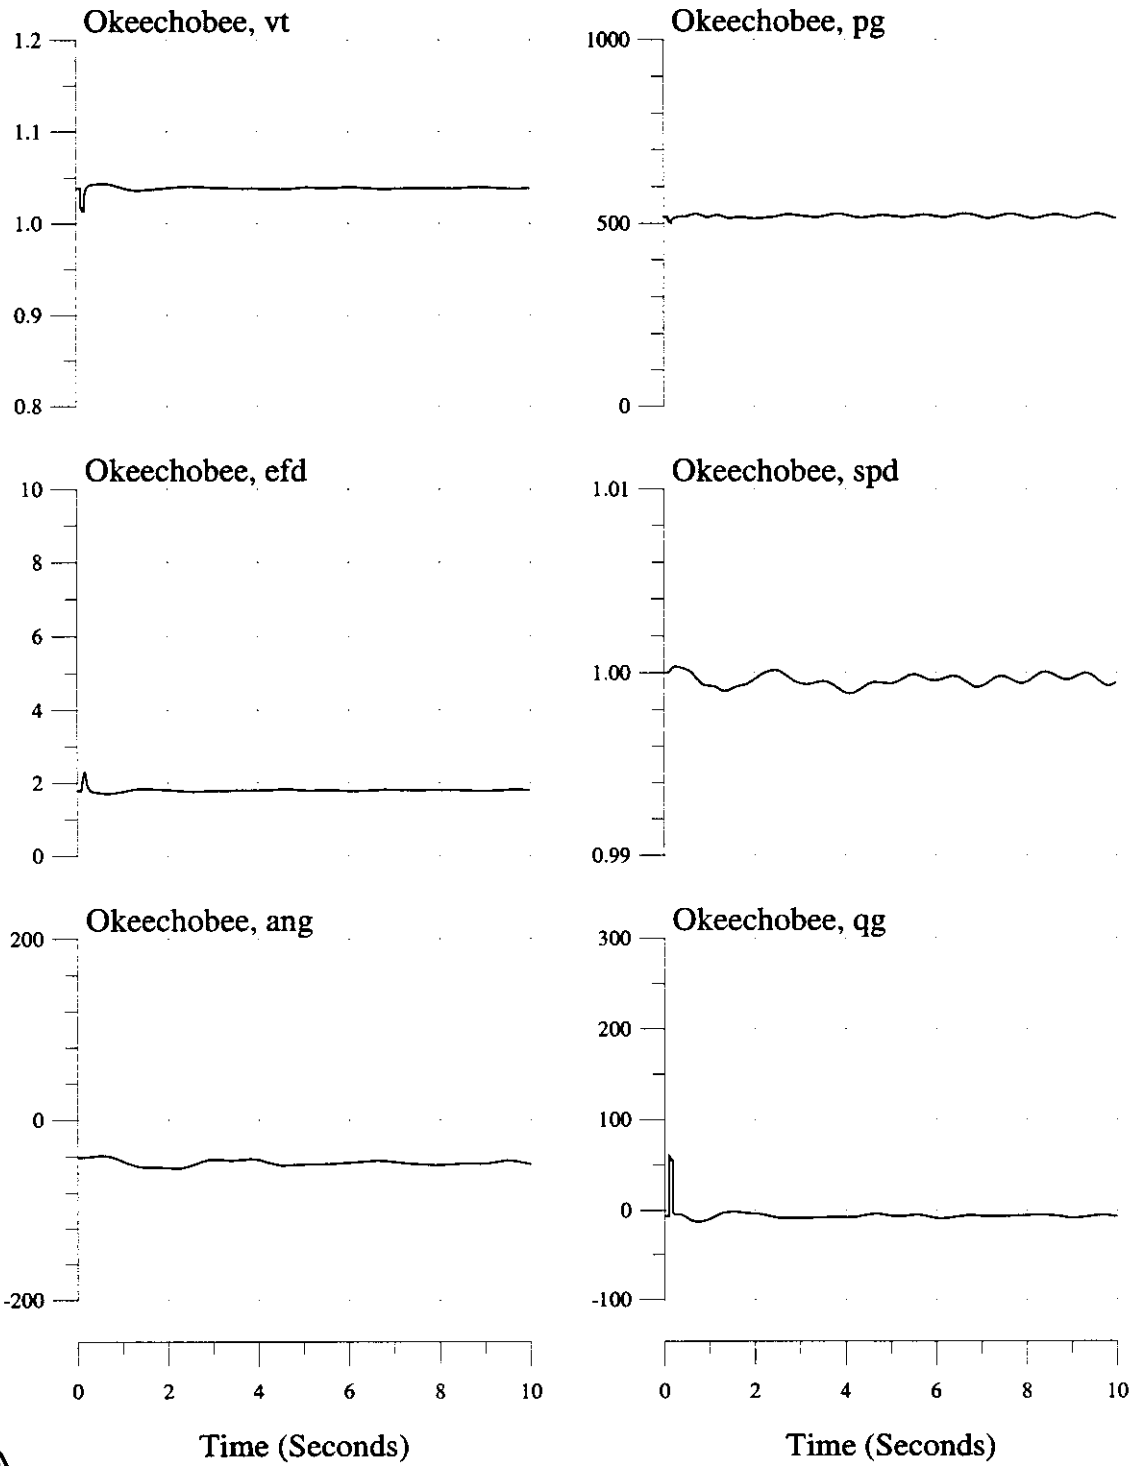 Okeechobee, vt
1.2
1.1
1.0
0.9
0.8
Okeechobee, pg
1000
500
0
Okeechobee, efd
10
8
6
4
2
0
Okeechobee, spd
1.01
1.00
0.99
Okeechobee, ang
200
0
-200
0 2 4 6 8 10
Time (Seconds)
Okeechobee, qg
300
200
100
0
-100
0 2 4 6 8 10
Time (Seconds)